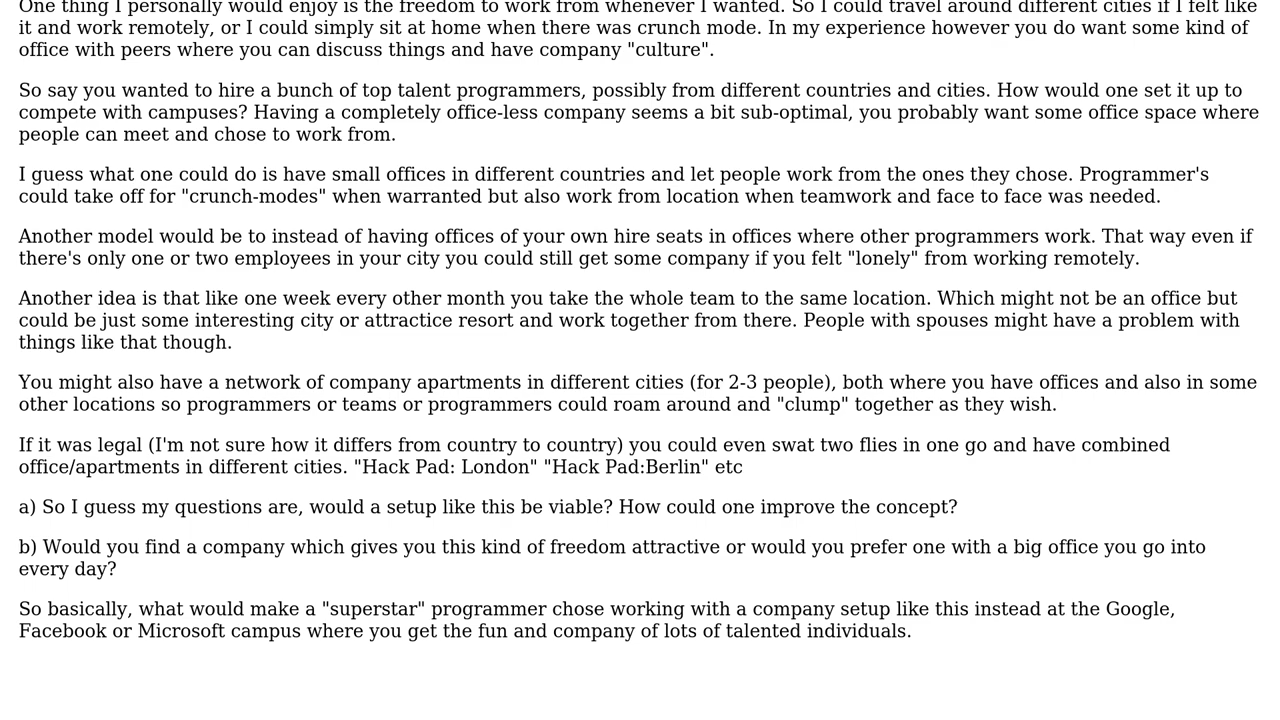 One thing I personally would enjoy is the freedom to work from whenever I wanted. So I could travel around different cities if I felt like
it and work remotely, or I could simply sit at home when there was crunch mode. In my experience however you do want some kind of
office with peers where you can discuss things and have company "culture".
So say you wanted to hire a bunch of top talent programmers, possibly from different countries and cities. How would one set it up to
compete with campuses? Having a completely office-less company seems a bit sub-optimal, you probably want some office space where
people can meet and chose to work from.
I guess what one could do is have small offices in different countries and let people work from the ones they chose. Programmer's
could take off for "crunch-modes" when warranted but also work from location when teamwork and face to face was needed.
Another model would be to instead of having offices of your own hire seats in offices where other programmers work. That way even if
there's only one or two employees in your city you could still get some company if you felt "lonely" from working remotely.
Another idea is that like one week every other month you take the whole team to the same location. Which might not be an office but
could be just some interesting city or attractice resort and work together from there. People with spouses might have a problem with
things like that though.
You might also have a network of company apartments in different cities (for 2-3 people), both where you have offices and also in some
other locations so programmers or teams or programmers could roam around and "clump" together as they wish.
If it was legal (I'm not sure how it differs from country to country) you could even swat two flies in one go and have combined
office/apartments in different cities. "Hack Pad: London" "Hack Pad:Berlin" etc
a) So I guess my questions are, would a setup like this be viable? How could one improve the concept?
b) Would you find a company which gives you this kind of freedom attractive or would you prefer one with a big office you go into
every day?
So basically, what would make a "superstar" programmer chose working with a company setup like this instead at the Google,
Facebook or Microsoft campus where you get the fun and company of lots of talented individuals.